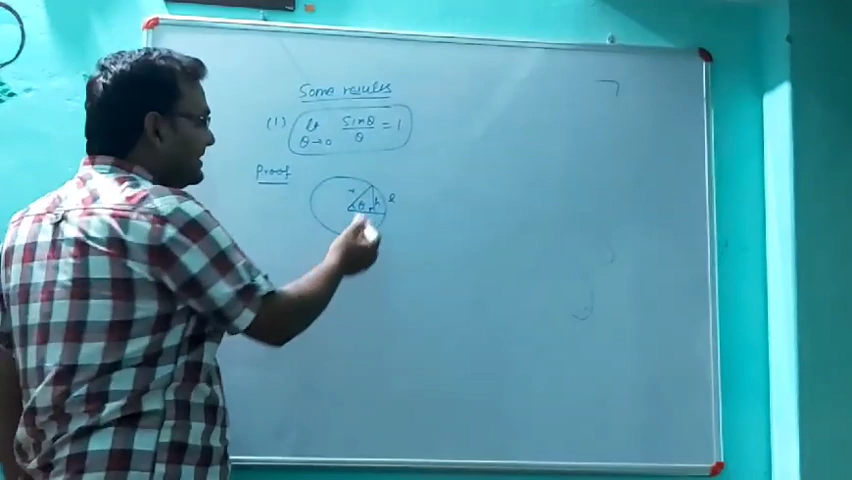 Some results
(1) lt sinθ/θ = 1
θ→0
Proof
r θ h l